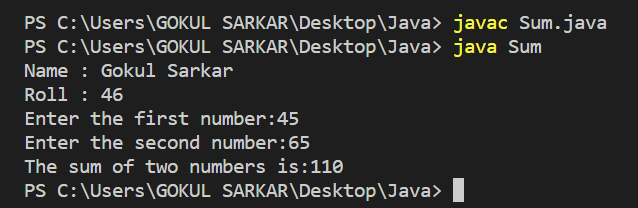 PS C:\Users\GOKUL SARKAR\Desktop\Java> javac Sum.java
PS C:\Users\GOKUL SARKAR\Desktop\Java> java Sum
Name : Gokul Sarkar
Roll : 46
Enter the first number:45
Enter the second number:65
The sum of two numbers is:110
PS C:\Users\GOKUL SARKAR\Desktop\Java>